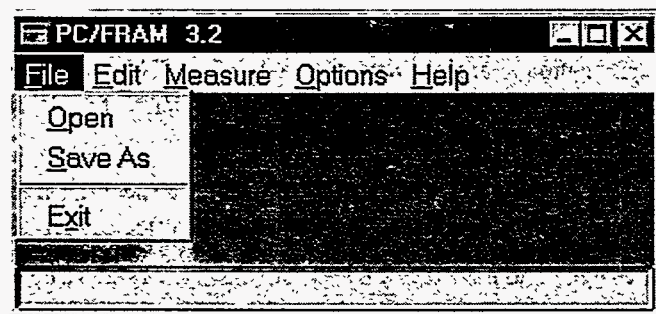 PC/FRAM 3.2
File Edit Measure Options Help
Open
Save As
Exit